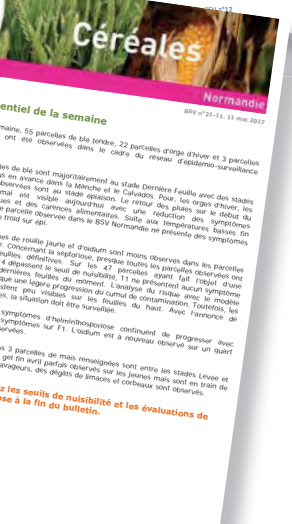 BSV n°17
Céréales
Normandie
BSV n°21-11. 11 mai 2017
entiel de la semaine
maine. 55 parcelles de blé tendre, 22 parcelles d'orge d'hiver et 3 parcelles
ont été observées dans le cadre du réseau d'épidémio-surveillance
les de blé sont majoritairement au stade Dernière Feuille avec des stades
us en avance dans la Manche et le Calvados. Pour, les orges d'hiver, les
observées sont au stade épiaison. Le retour des pluies sur le début du
mal est visible aujourd'hui avec une réduction des symptômes
ues et des carences alimentaires. Suite aux températures basses fin
e parcelle observée dans le BSV Normandie ne présente des symptômes
e froid sur épi.
es de rouille jaune et d'oïdium sont moins observés dans les parcelles
. Concernant la septoriose, presque toutes les parcelles observées ont
feuilles définitives. Sur les 47 parcelles ayant fait l'objet d'une
4 dépassent le seuil de nuisibilité, 11 ne présentent aucun symptôme
dernières feuilles du moment. L'analyse du risque avec le modèle
que une légère progression du cumul de contamination. Toutefois, les
stent peu visibles sur les feuilles du haut. Avec l'annonce de
es, la situation doit être surveillée.
symptômes d'helminthosporiose continuent de progresser avec
symptômes sur F1. L'oïdium est à nouveau observé sur un quart
servées.
s 3 parcelles de maïs renseignées sont entre les stades Levée et
gel fin avril parfois observés sur les jeunes maïs sont en train de
avageurs, des dégâts de limaces et corbeaux sont observés.
z les seuils de nuisibilité et les évaluations de
se à la fin du bulletin.